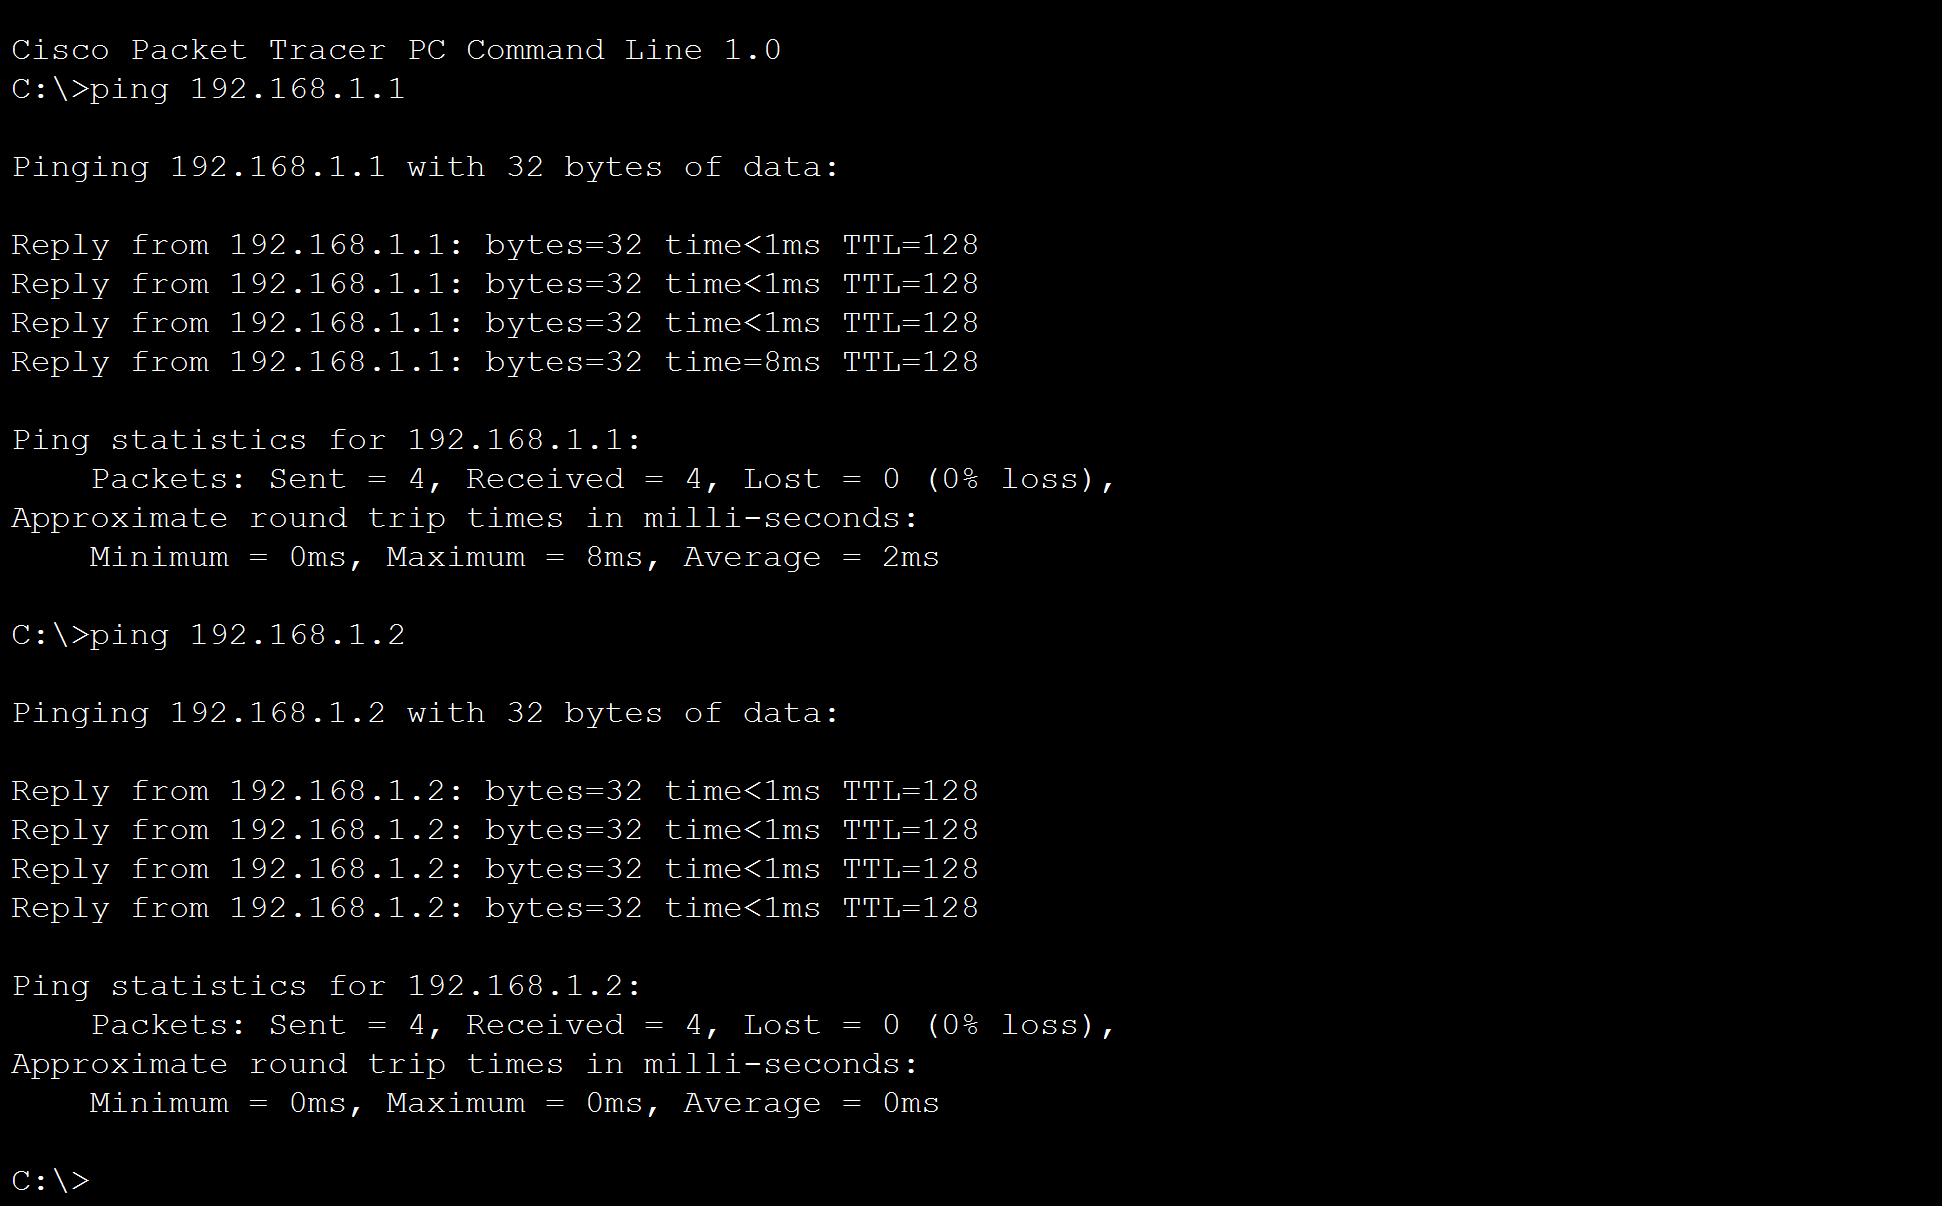 Cisco Packet Tracer PC Command Line 1.0
C:\>ping 192.168.1.1
Pinging 192.168.1.1 with 32 bytes of data:
Reply from 192.168.1.1: bytes=32 time<1ms TTL=128
Reply from 192.168.1.1: bytes=32 time<1ms TTL=128
Reply from 192.168.1.1: bytes=32 time<1ms TTL=128
Reply from 192.168.1.1: bytes=32 time=8ms TTL=128
Ping statistics for 192.168.1.1:
    Packets: Sent = 4, Received = 4, Lost = 0 (0% loss),
Approximate round trip times in milli-seconds:
    Minimum = 0ms, Maximum = 8ms, Average = 2ms
C:\>ping 192.168.1.2
Pinging 192.168.1.2 with 32 bytes of data:
Reply from 192.168.1.2: bytes=32 time<1ms TTL=128
Reply from 192.168.1.2: bytes=32 time<1ms TTL=128
Reply from 192.168.1.2: bytes=32 time<1ms TTL=128
Reply from 192.168.1.2: bytes=32 time<1ms TTL=128
Ping statistics for 192.168.1.2:
    Packets: Sent = 4, Received = 4, Lost = 0 (0% loss),
Approximate round trip times in milli-seconds:
    Minimum = 0ms, Maximum = 0ms, Average = 0ms
C:\>